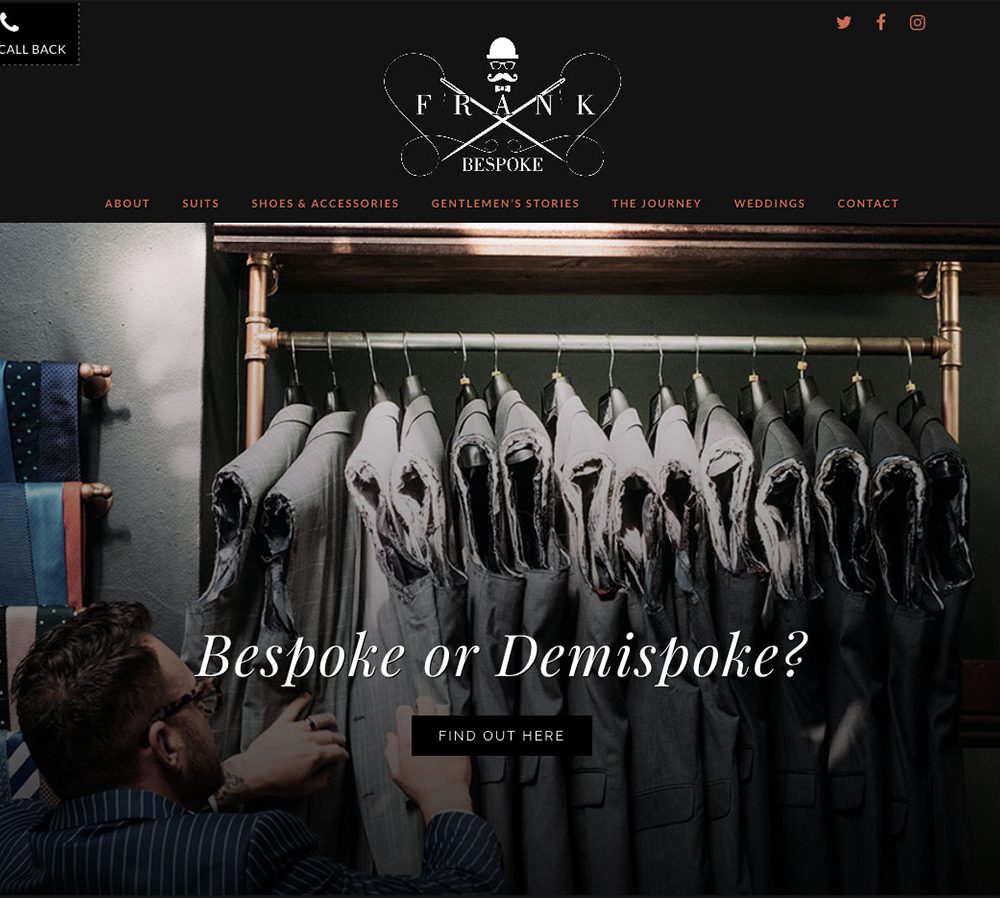 CALL BACK
FRANK
BESPOKE
ABOUT SUITS SHOES & ACCESSORIES GENTLEMEN'S STORIES THE JOURNEY WEDDINGS CONTACT
Bespoke or Demispoke?
FIND OUT HERE